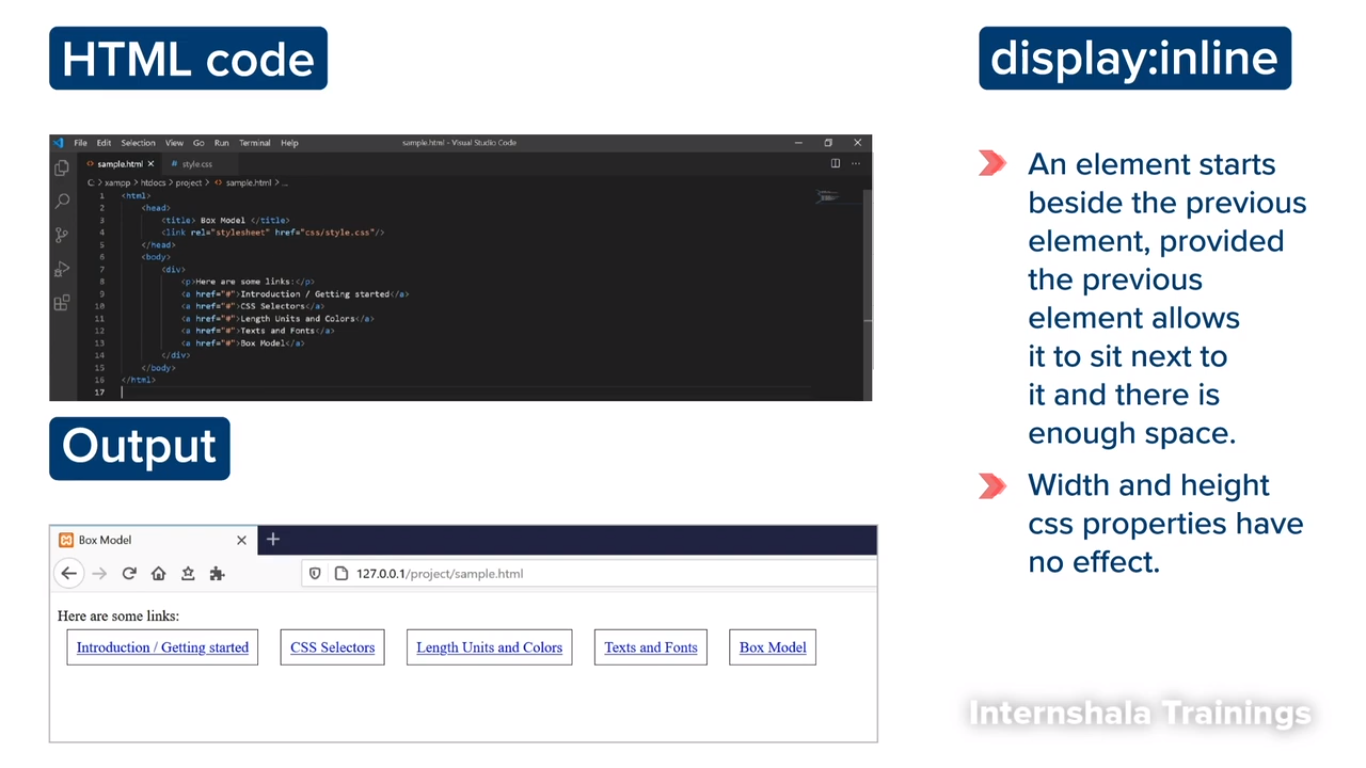 HTML code
File Edit Selection View Go Run Terminal Help
sample.html - Visual Studio Code
sample.html
style.css
C: > xampp > htdocs > project > sample.html > ...
1 <html>
2 <head>
3 <title> Box Model </title>
4 <link rel="stylesheet" href="css/style.css"/>
5 </head>
6 <body>
7 <div>
8 <p>Here are some links:</p>
9 <a href="#">Introduction / Getting started</a>
10 <a href="#">CSS Selectors</a>
11 <a href="#">Length Units and Colors</a>
12 <a href="#">Texts and Fonts</a>
13 <a href="#">Box Model</a>
14 </div>
15 </body>
16 </html>
17
Output
Box Model
127.0.0.1/project/sample.html
Here are some links:
Introduction / Getting started CSS Selectors Length Units and Colors Texts and Fonts Box Model
display:inline
An element starts
beside the previous
element, provided
the previous
element allows
it to sit next to
it and there is
enough space.
Width and height
css properties have
no effect.
Internshala Trainings